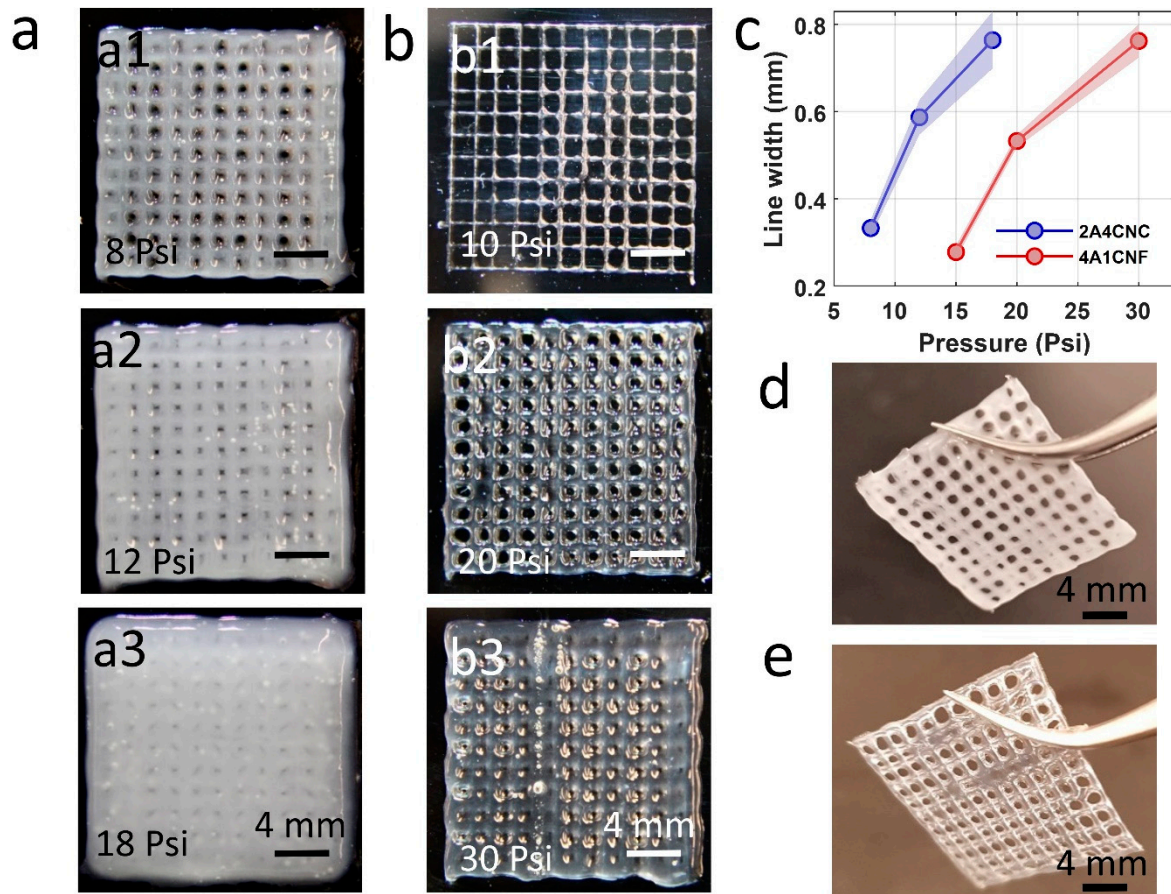 a
a1
8 Psi
a2
12 Psi
a3
18 Psi
4 mm
b
b1
10 Psi
b2
20 Psi
b3
30 Psi
4 mm
c
Line width (mm)
0.8
0.6
0.4
0.2
5 10 15 20 25 30
Pressure (Psi)
2A4CNC
4A1CNF
d
4 mm
e
4 mm